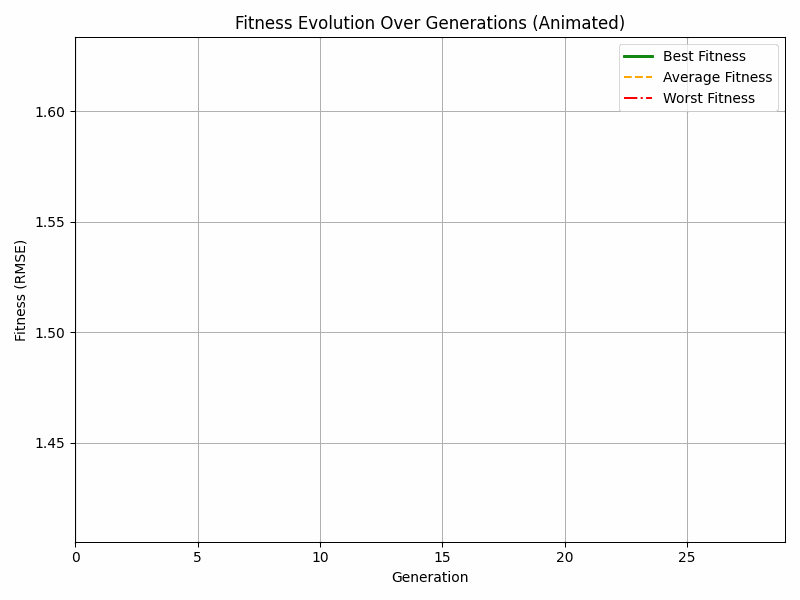 Fitness Evolution Over Generations (Animated)
Best Fitness
Average Fitness
Worst Fitness
Fitness (RMSE)
1.60
1.55
1.50
1.45
0 5 10 15 20 25
Generation